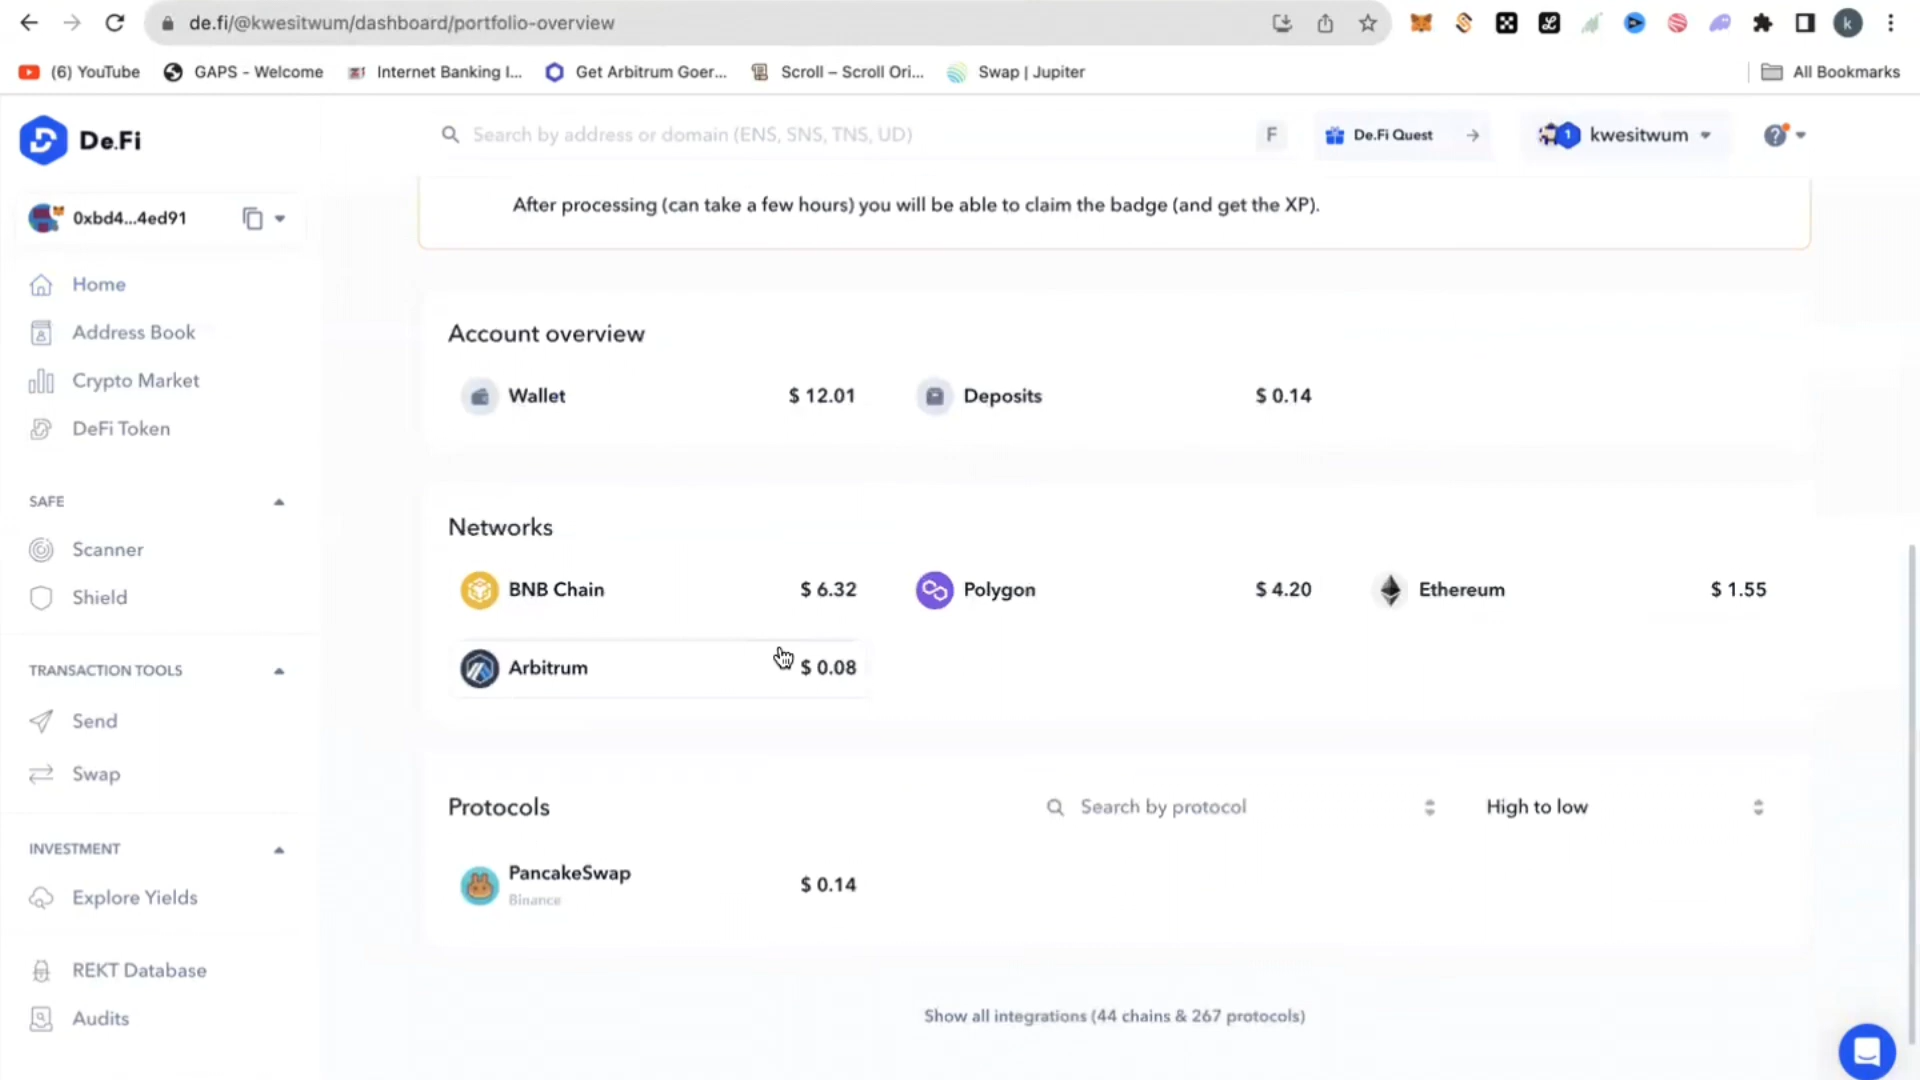 de.fi/@kwesitwum/dashboard/portfolio-overview
k
(6) YouTube
GAPS - Welcome
Internet Banking I...
Get Arbitrum Goer...
Scroll – Scroll Ori...
Swap | Jupiter
All Bookmarks
De.Fi
Search by address or domain (ENS, SNS, TNS, UD)
F
De.Fi Quest
1
kwesitwum
?
0xbd4...4ed91
Home
Address Book
Crypto Market
DeFi Token
SAFE
Scanner
Shield
TRANSACTION TOOLS
Send
Swap
INVESTMENT
Explore Yields
REKT Database
Audits
After processing (can take a few hours) you will be able to claim the badge (and get the XP).
Account overview
Wallet
$ 12.01
Deposits
$ 0.14
Networks
BNB Chain
$ 6.32
Polygon
$ 4.20
Ethereum
$ 1.55
Arbitrum
$ 0.08
Protocols
Search by protocol
High to low
PancakeSwap
Binance
$ 0.14
Show all integrations (44 chains & 267 protocols)